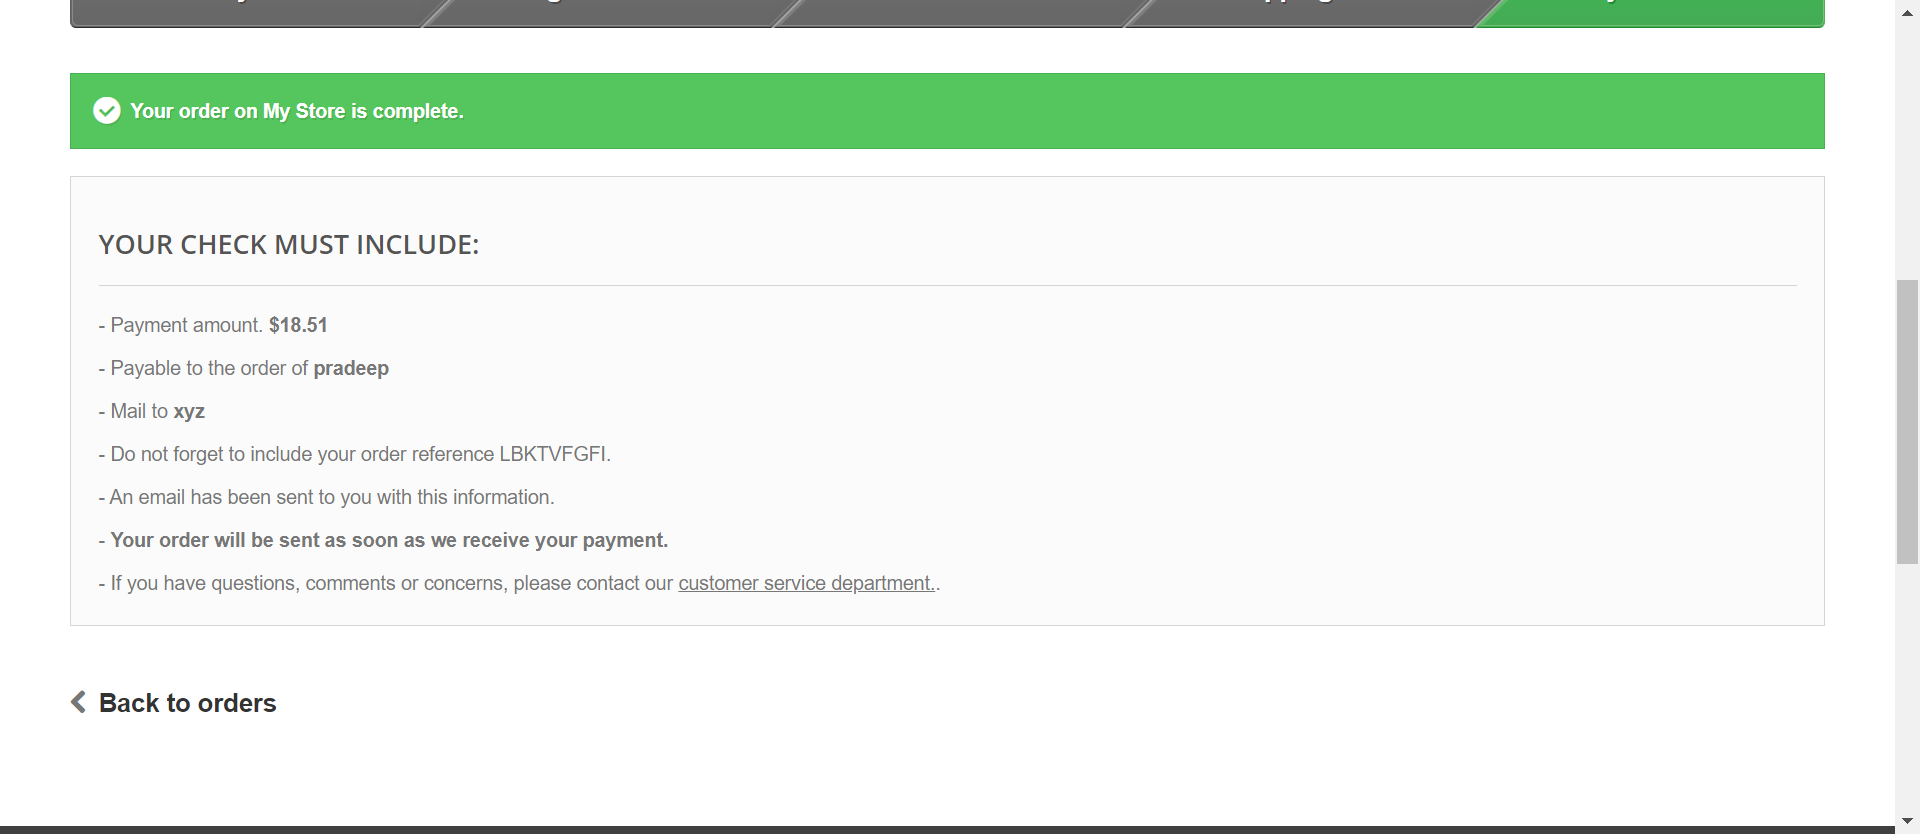 Your order on My Store is complete.
YOUR CHECK MUST INCLUDE:
- Payment amount. $18.51
- Payable to the order of pradeep
- Mail to xyz
- Do not forget to include your order reference LBKTVFGFI.
- An email has been sent to you with this information.
- Your order will be sent as soon as we receive your payment.
- If you have questions, comments or concerns, please contact our customer service department..
Back to orders